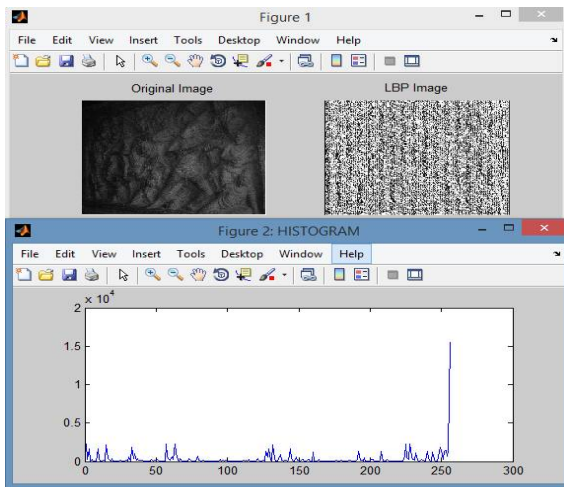 Figure 1
File Edit View Insert Tools Desktop Window Help
Original Image LBP Image
Figure 2: HISTOGRAM
File Edit View Insert Tools Desktop Window Help
x 10^4
2
1.5
1
0.5
0
0 50 100 150 200 250 300